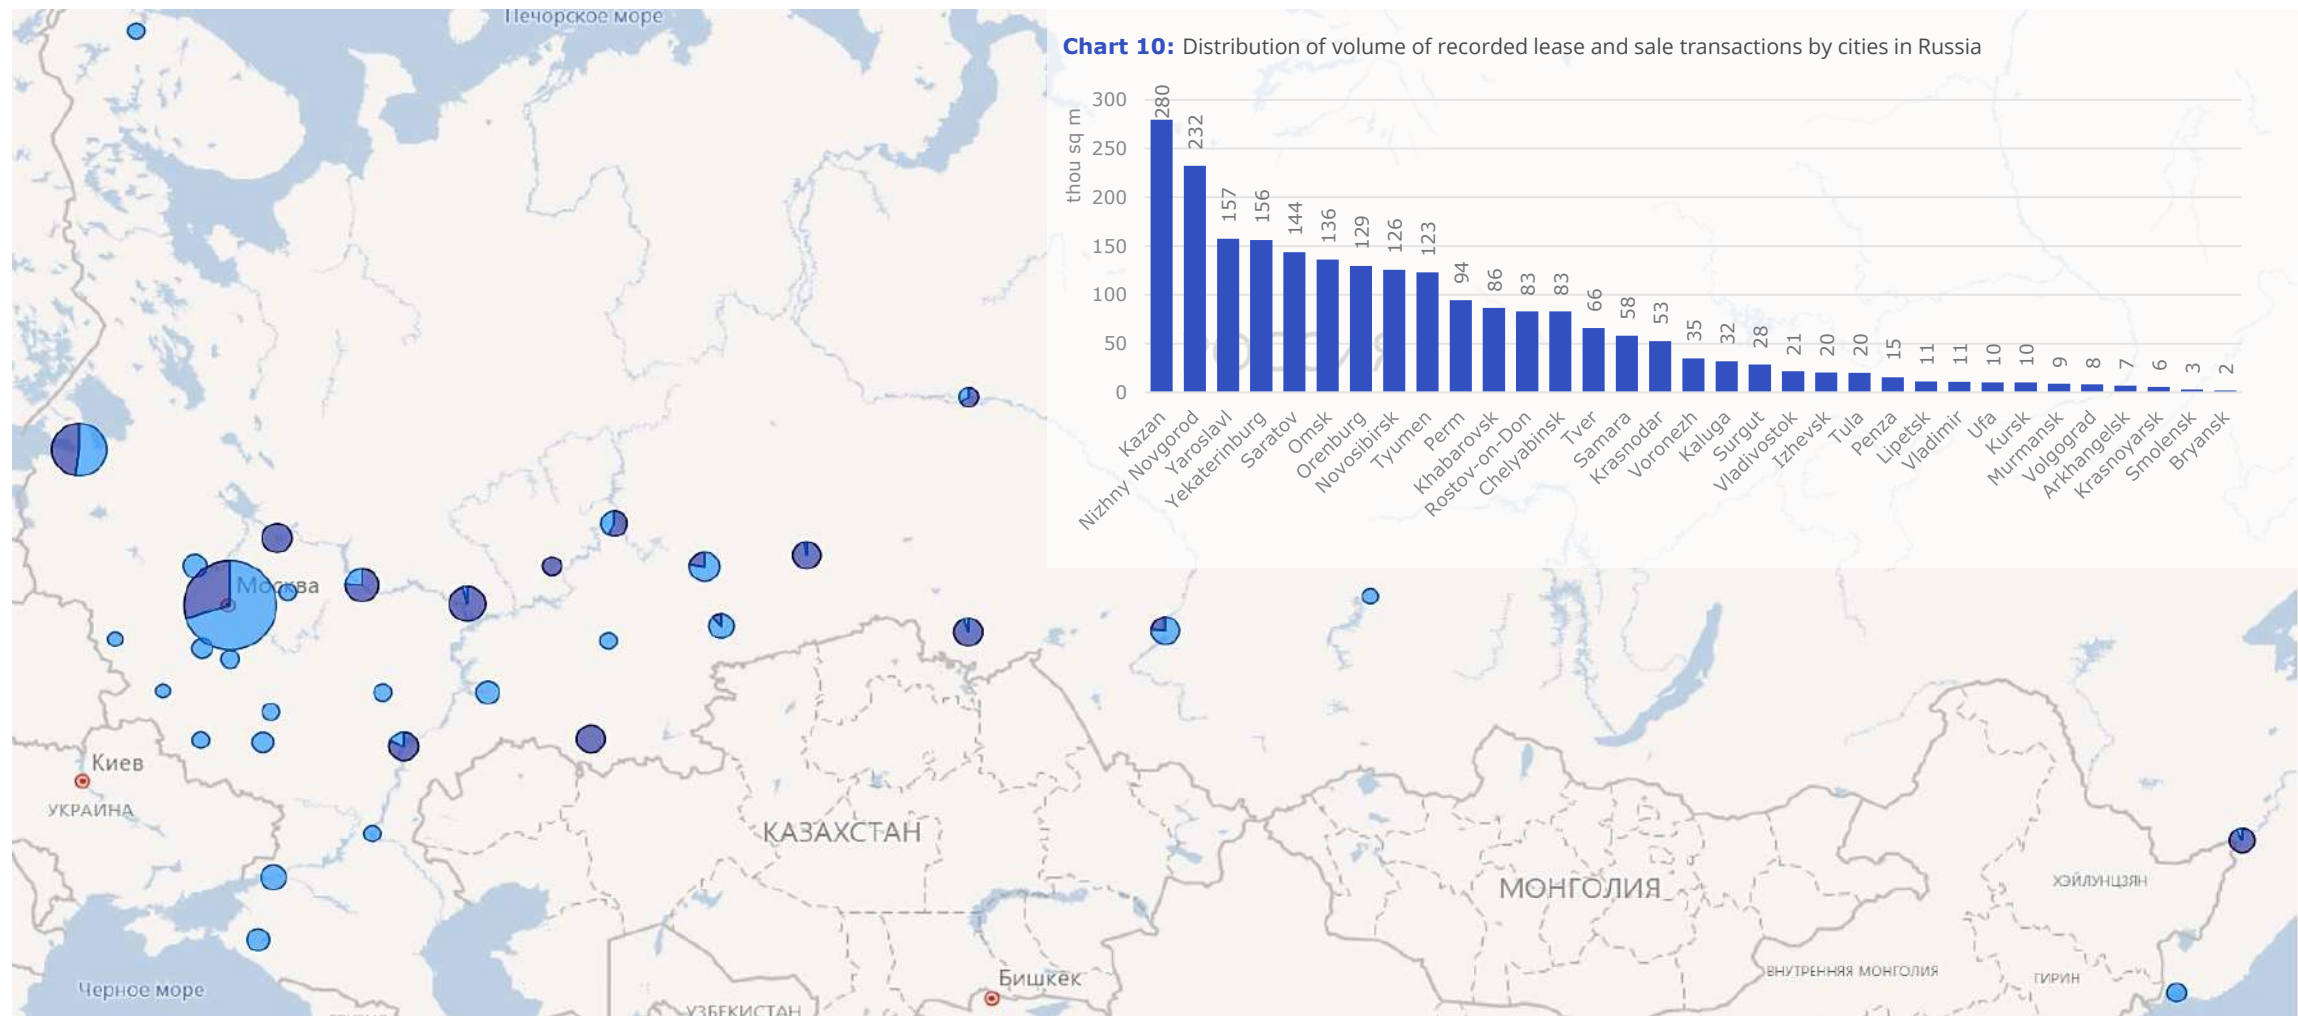 Печорское море
Chart 10: Distribution of volume of recorded lease and sale transactions by cities in Russia
thou sq m
300
250
200
150
100
50
0
280
232
157
156
144
136
129
126
123
94
86
83
83
66
58
53
35
32
28
21
20
20
15
11
11
10
10
9
8
7
6
3
2
Kazan
Nizhny Novgorod
Yaroslavl
Yekaterinburg
Saratov
Omsk
Orenburg
Novosibirsk
Tyumen
Perm
Khabarovsk
Rostov-on-Don
Chelyabinsk
Tver
Samara
Krasnodar
Voronezh
Kaluga
Surgut
Vladivostok
Izhevsk
Tula
Penza
Lipetsk
Vladimir
Ufa
Kursk
Murmansk
Volgograd
Arkhangelsk
Krasnoyarsk
Smolensk
Bryansk
РОССИЯ
Москва
Киев
УКРАИНА
КАЗАХСТАН
МОНГОЛИЯ
ХЭЙЛУНЦЗЯН
Черное море
Бишкек
ВНУТРЕННЯЯ МОНГОЛИЯ
ГИРИН
УЗБЕКИСТАН